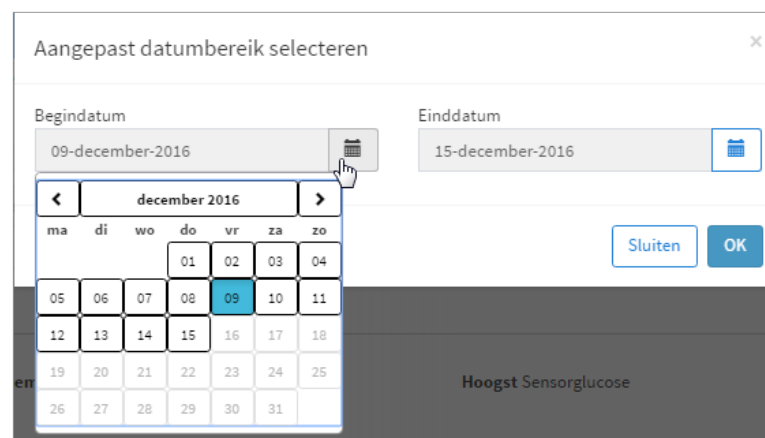 Aangepast datumbereik selecteren ×
Begindatum Einddatum
09-december-2016 15-december-2016
december 2016
ma di wo do vr za zo
01 02 03 04
05 06 07 08 09 10 11
12 13 14 15 16 17 18
19 20 21 22 23 24 25
26 27 28 29 30 31
Sluiten OK
Hoogst Sensorglucose